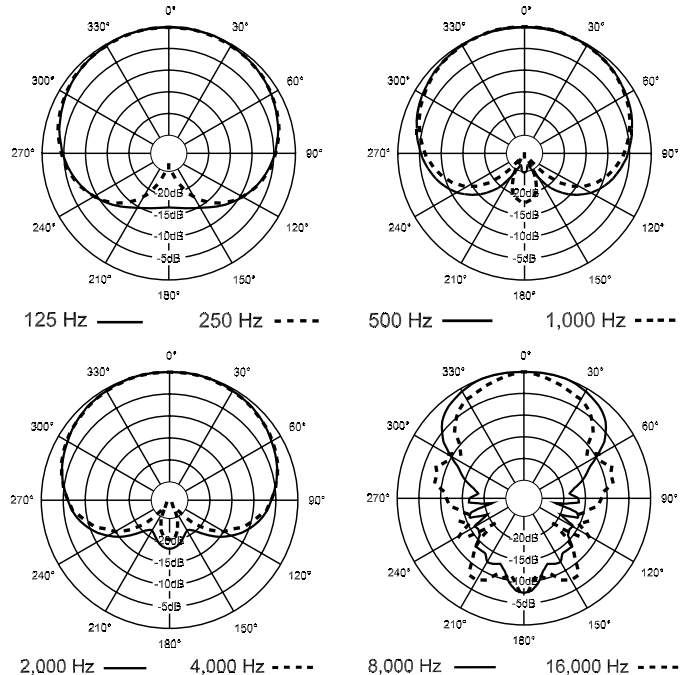 0° 0°
330° 30° 330° 30°
300° 60° 300° 60°
270° 90° 270° 90°
-20dB -20dB
-15dB -15dB
240° -10dB 120° 240° -10dB 120°
-5dB -5dB
210° 150° 210° 150°
180° 180°
125 Hz 250 Hz 500 Hz 1,000 Hz
0° 0°
330° 30° 330° 30°
300° 60° 300° 60°
270° 90° 270° 90°
-20dB -20dB
-15dB -15dB
240° -10dB 120° 240° -10dB 120°
-5dB -5dB
210° 150° 210° 150°
180° 180°
2,000 Hz 4,000 Hz 8,000 Hz 16,000 Hz